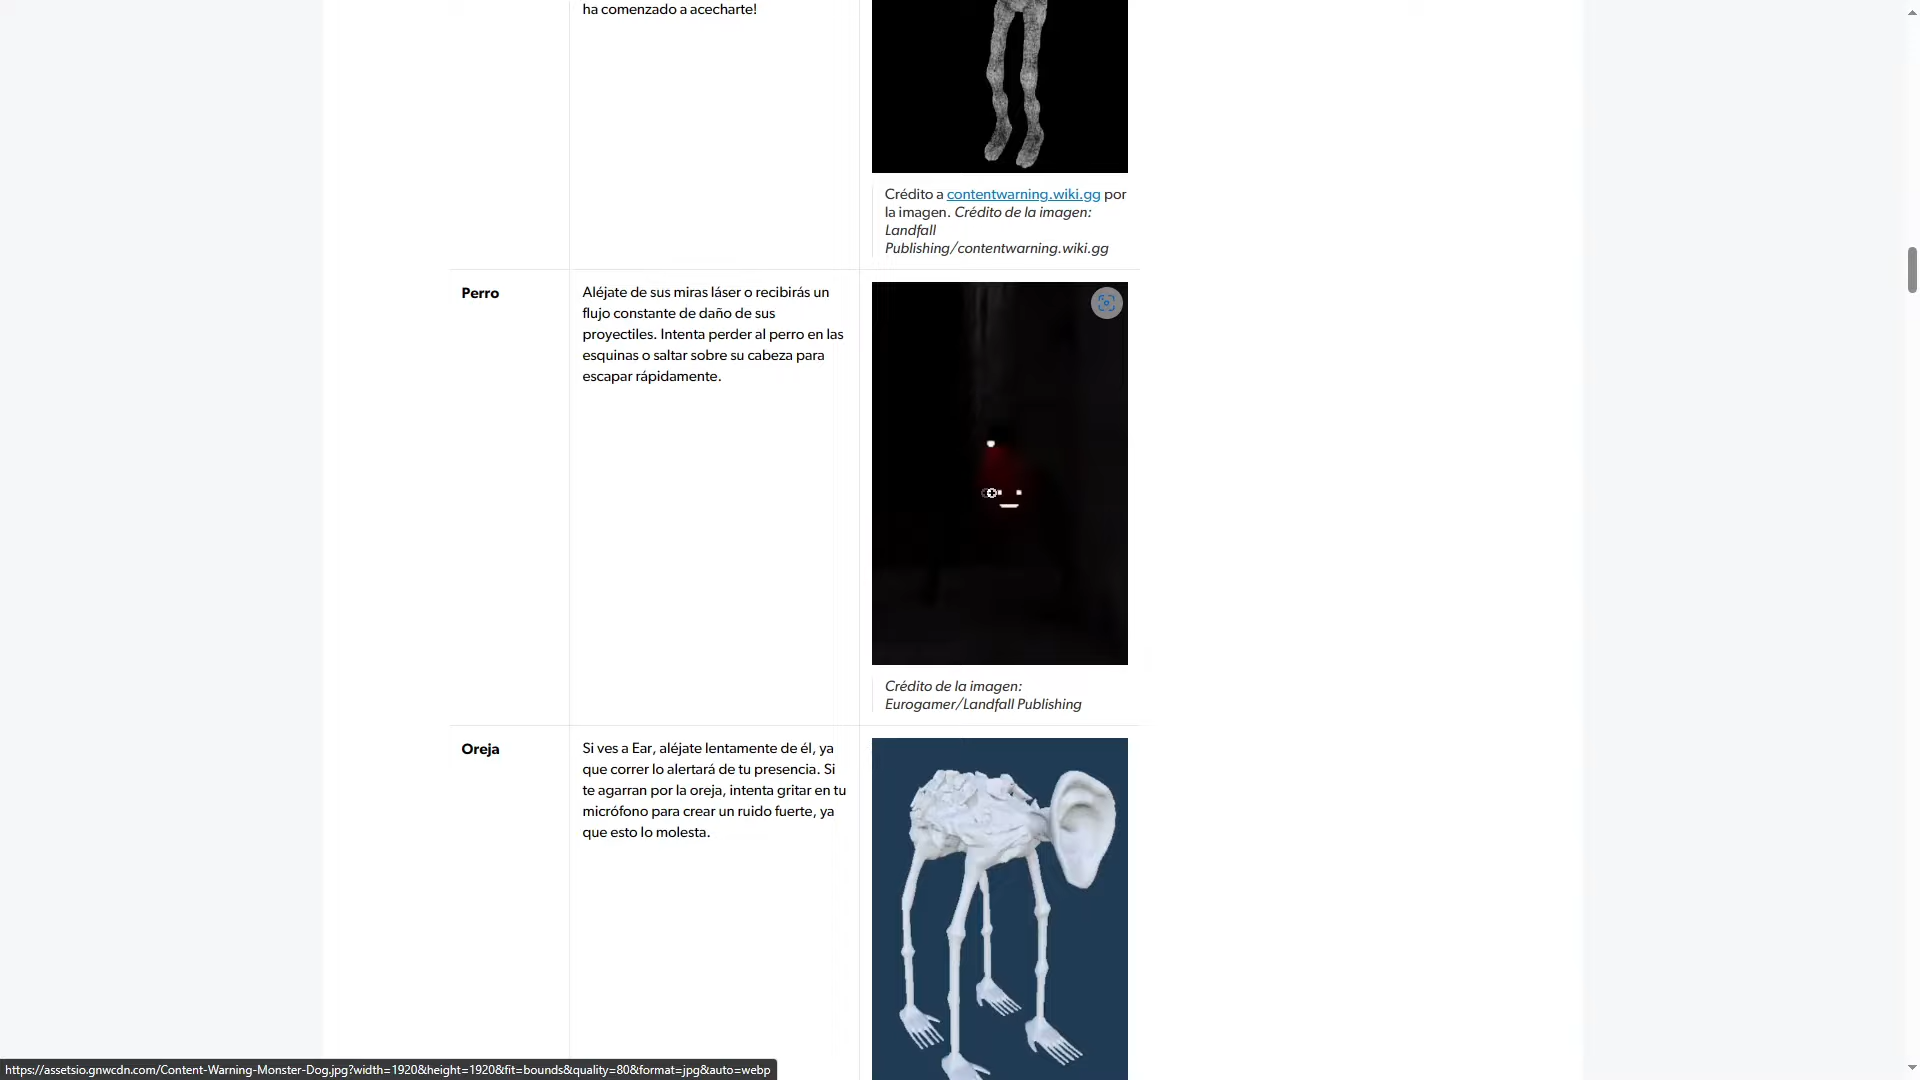 ha comenzado a acecharte!
Crédito a contentwarning.wiki.gg por
la imagen. Crédito de la imagen:
Landfall
Publishing/contentwarning.wiki.gg
Perro
Aléjate de sus miras láser o recibirás un
flujo constante de daño de sus
proyectiles. Intenta perder al perro en las
esquinas o saltar sobre su cabeza para
escapar rápidamente.
Crédito de la imagen:
Eurogamer/Landfall Publishing
Oreja
Si ves a Ear, aléjate lentamente de él, ya
que correr lo alertará de tu presencia. Si
te agarran por la oreja, intenta gritar en tu
micrófono para crear un ruido fuerte, ya
que esto lo molesta.
https://assetsio.gnwcdn.com/Content-Warning-Monster-Dog.jpg?width=1920&height=1920&fit=bounds&quality=80&format=jpg&auto=webp